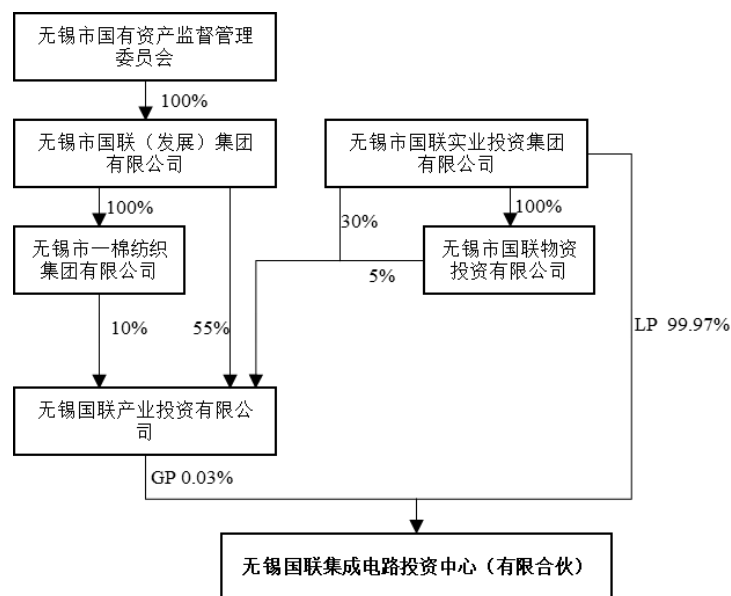 无锡市国有资产监督管理
委员会
100%
无锡市国联（发展）集团
有限公司
无锡市国联实业投资集团
有限公司
100%
100%
30%
无锡市一棉纺织
集团有限公司
无锡市国联物资
投资有限公司
5%
10%
55%
LP 99.97%
无锡国联产业投资有限公
司
GP 0.03%
无锡国联集成电路投资中心（有限合伙）